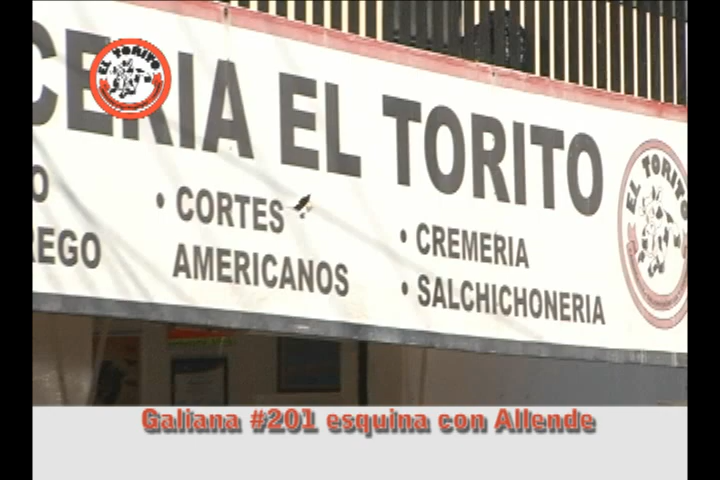 EL TORITO
CERIA EL TORITO
O
REGO
• CORTES
AMERICANOS
• CREMERIA
• SALCHICHONERIA
EL TORITO
Galiana #201 esquina con Allende